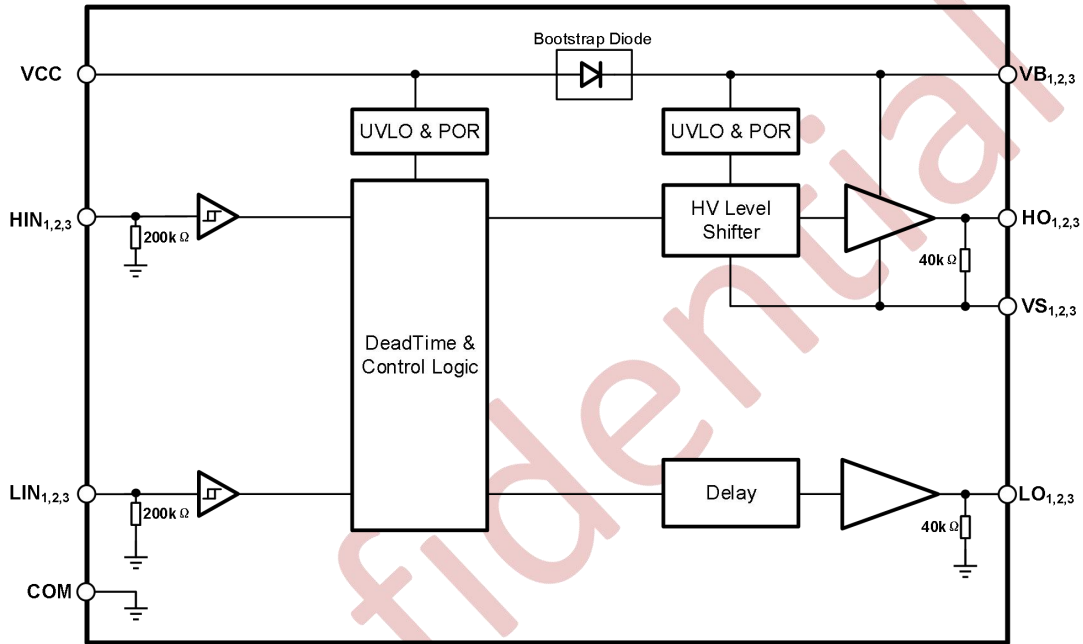 Bootstrap Diode
VCC
VB1,2,3
UVLO & POR
UVLO & POR
HIN1,2,3
200k Ω
HV Level
Shifter
HO1,2,3
40k Ω
VS1,2,3
DeadTime &
Control Logic
LIN1,2,3
200k Ω
Delay
LO1,2,3
40k Ω
COM
fidential